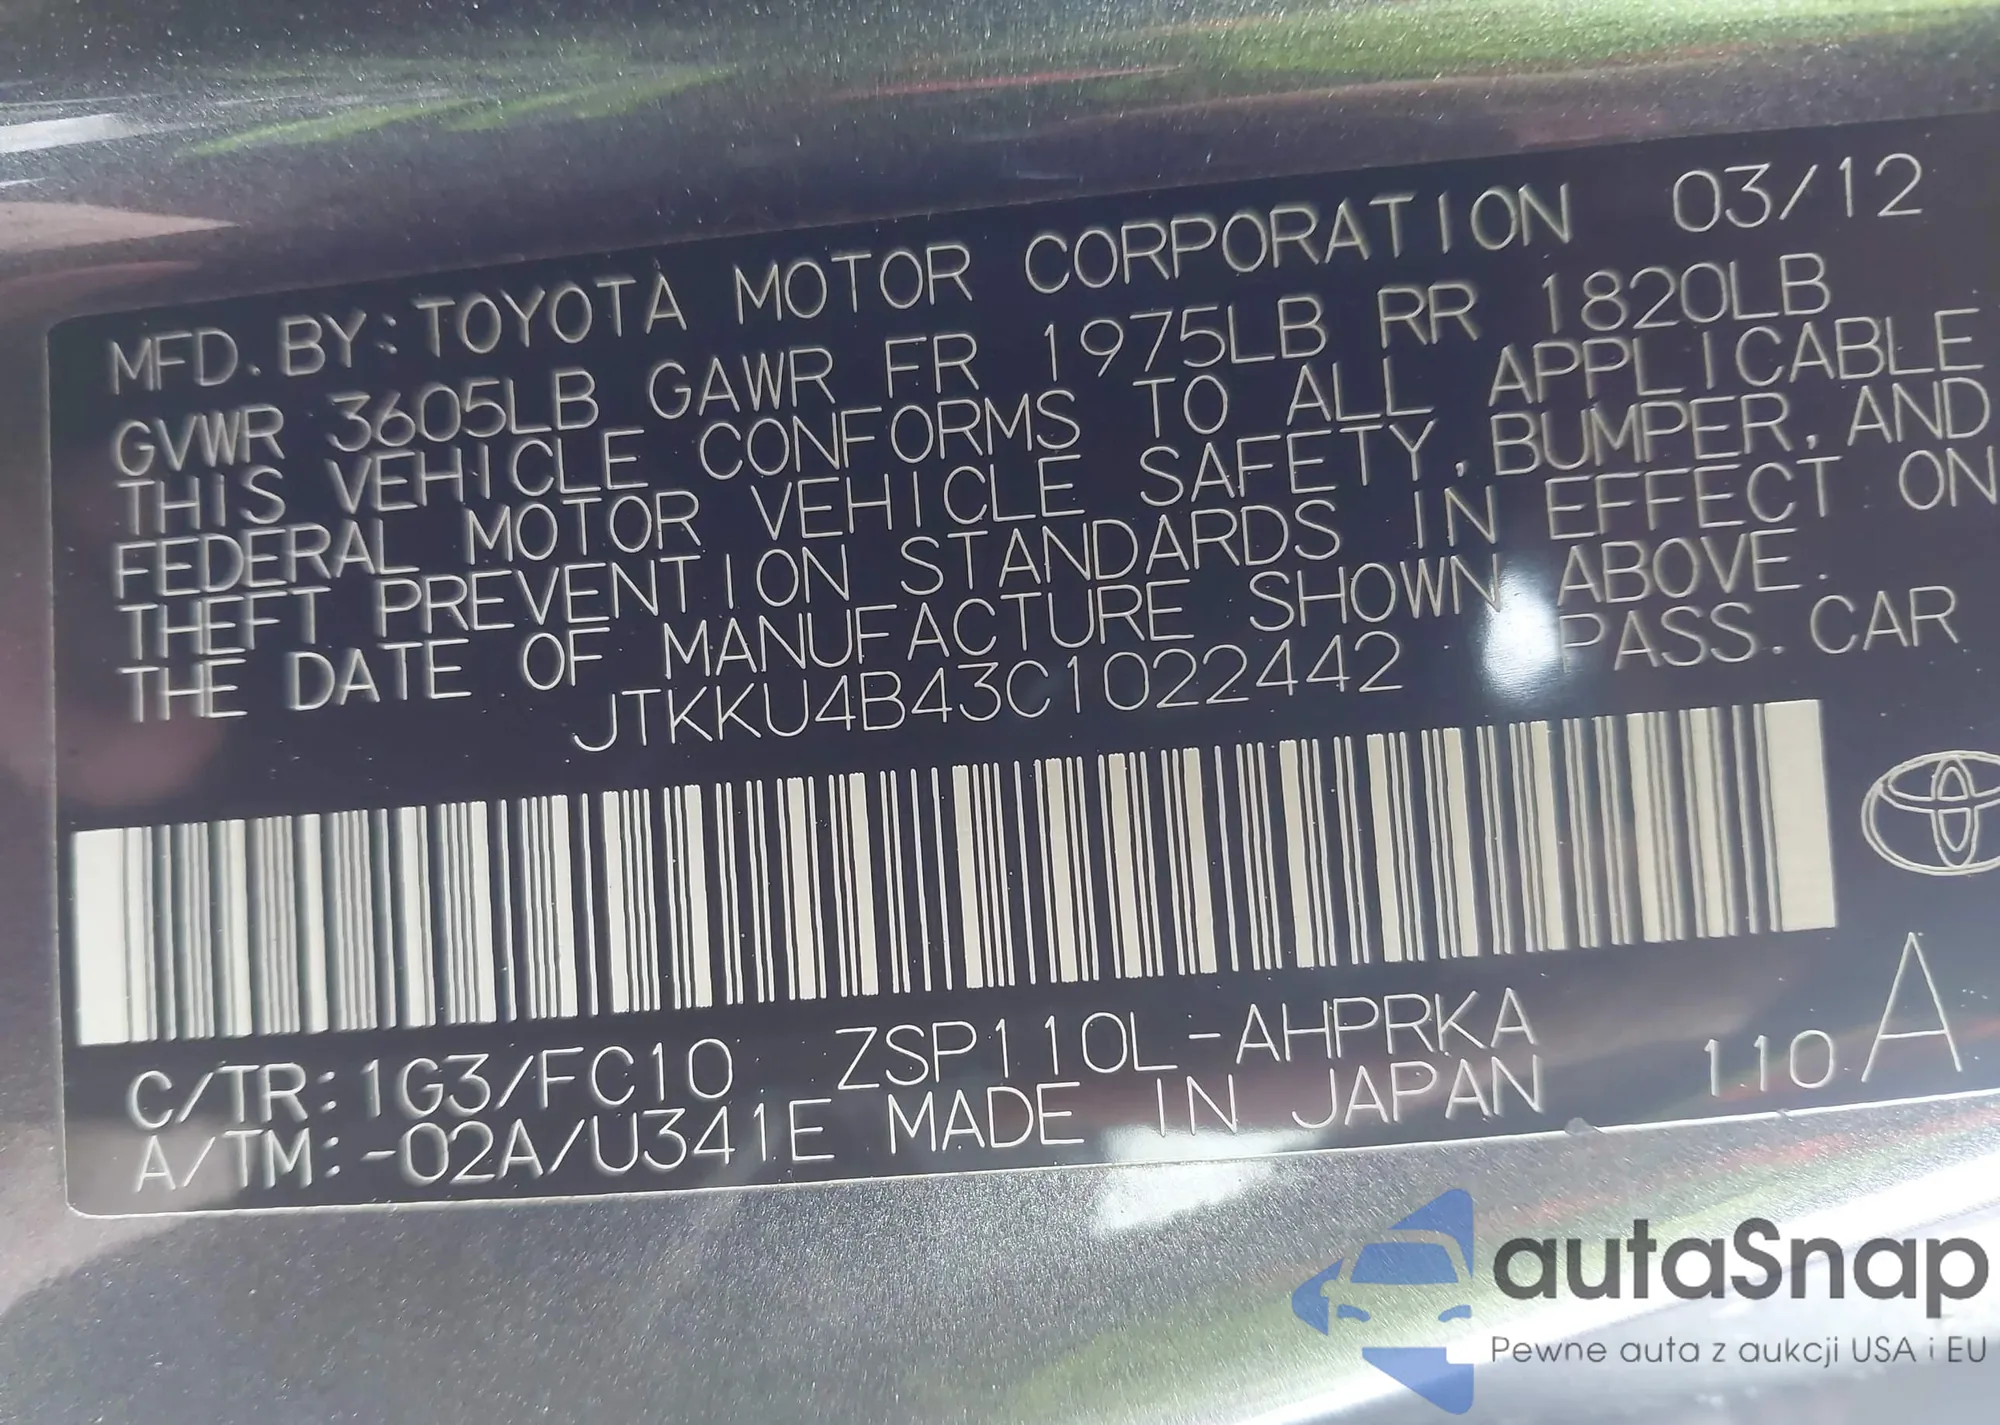 MFD. BY: TOYOTA MOTOR CORPORATION 03/12
GVWR 3605LB GAWR FR 1975LB RR 1820LB
THIS VEHICLE CONFORMS TO ALL APPLICABLE
FEDERAL MOTOR VEHICLE SAFETY, BUMPER, AND
THEFT PREVENTION STANDARDS IN EFFECT ON
THE DATE OF MANUFACTURE SHOWN ABOVE.
JTKKU4B43C1022442 PASS. CAR
C/TR: 1G3/FC10 ZSP110L-AHPRKA
A/TM: -02A/U341E MADE IN JAPAN 110 A
autaSnap
Pewne auta z aukcji USA i EU